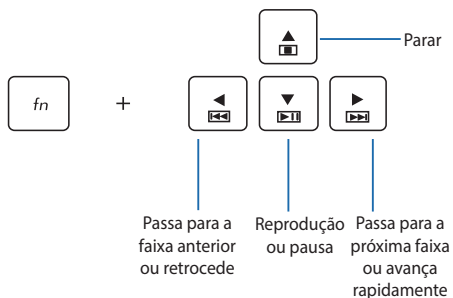 Parar
fn
+
Passa para a
faixa anterior
ou retrocede
Reprodução
ou pausa
Passa para a
próxima faixa
ou avança
rapidamente